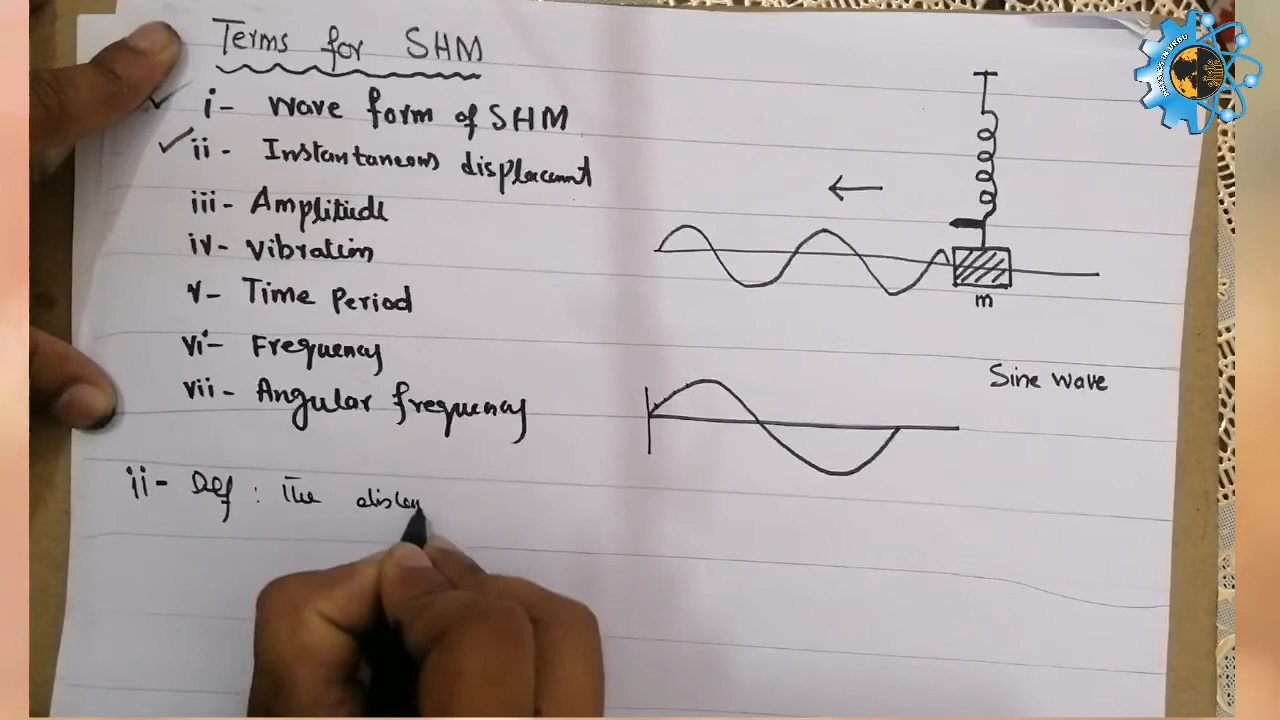 Terms for SHM
i- Wave form of SHM
ii- Instantaneous displacemnt
iii- Amplitude
iv- Vibration
v- Time Period
vi- Frequency
vii- Angular frequency
m
Sine wave
ii- Def: The